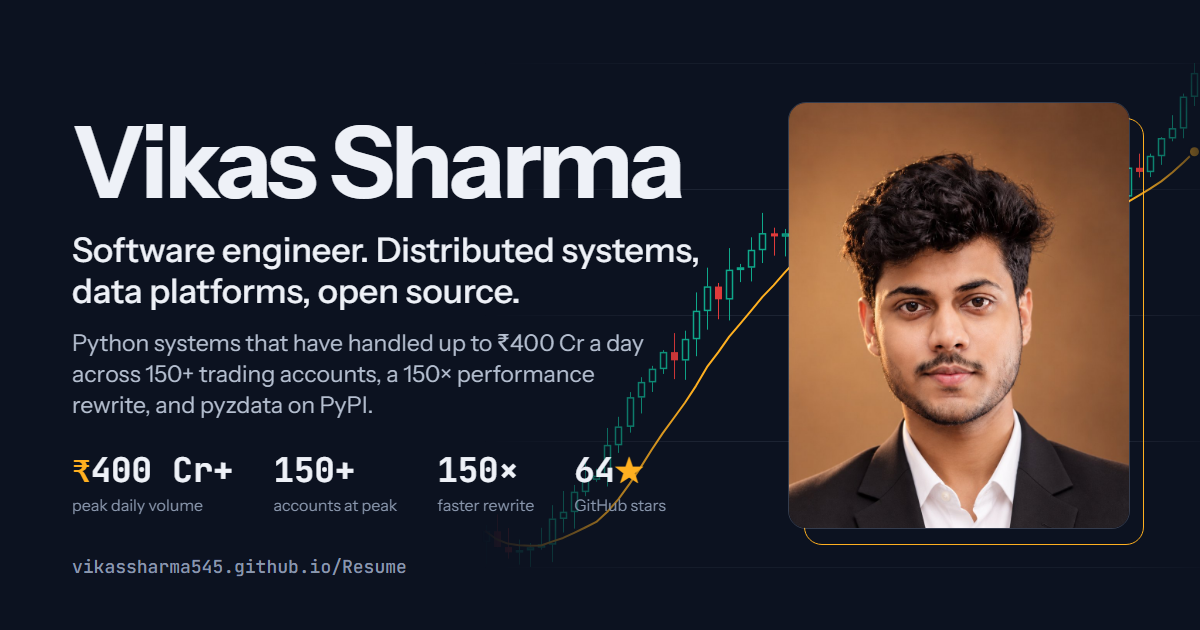 Vikas Sharma
Software engineer. Distributed systems,
data platforms, open source.
Python systems that have handled up to ₹400 Cr a day
across 150+ trading accounts, a 150× performance
rewrite, and pyzdata on PyPI.
₹400 Cr+ 150+ 150× 64★
peak daily volume accounts at peak faster rewrite GitHub stars
vikassharma545.github.io/Resume